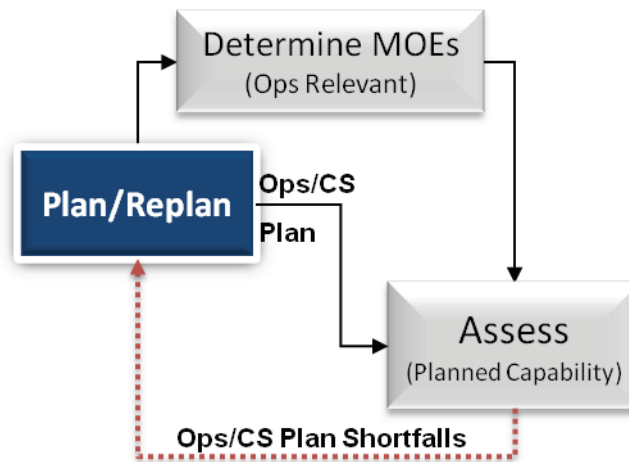 Determine MOEs
(Ops Relevant)
Plan/Replan
Ops/CS
Plan
Assess
(Planned Capability)
Ops/CS Plan Shortfalls